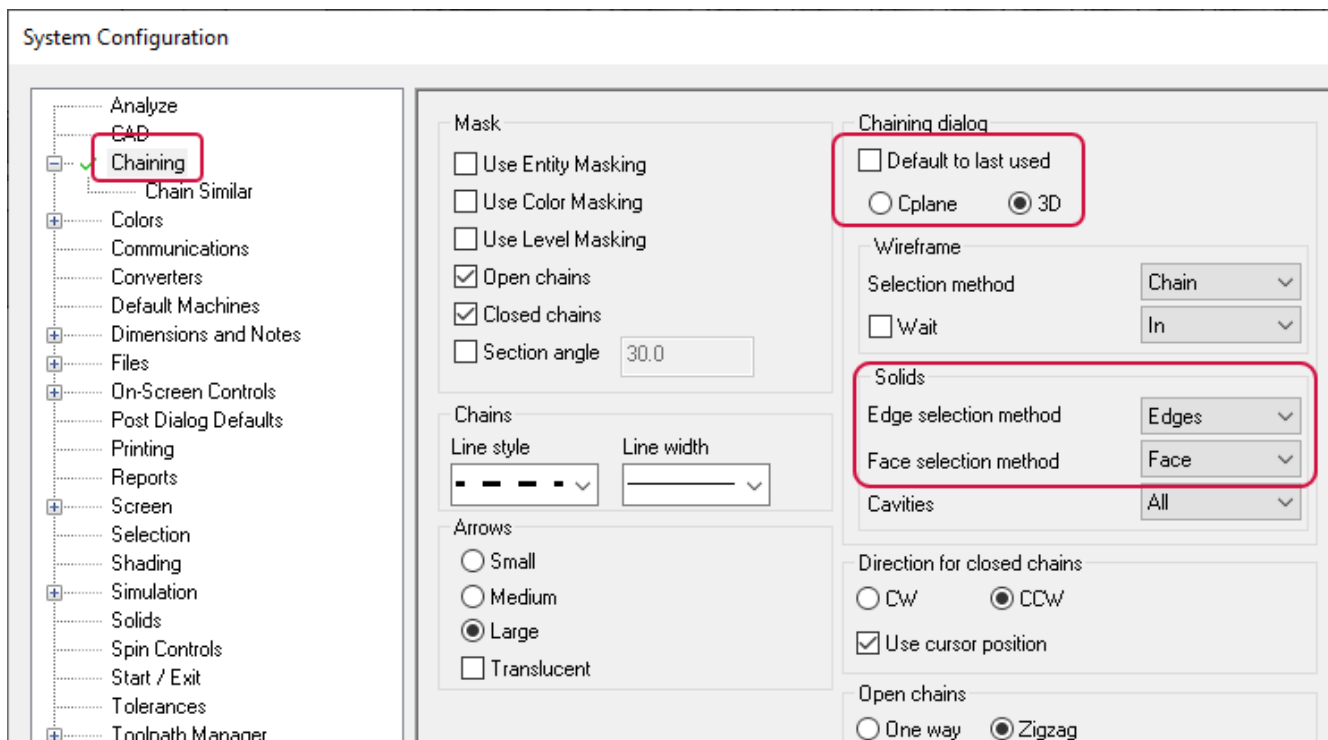 System Configuration
Analyze
CAD
Chaining
Chain Similar
Colors
Communications
Converters
Default Machines
Dimensions and Notes
Files
On-Screen Controls
Post Dialog Defaults
Printing
Reports
Screen
Selection
Shading
Simulation
Solids
Spin Controls
Start / Exit
Tolerances
Toolpath Manager
Mask
Use Entity Masking
Use Color Masking
Use Level Masking
Open chains
Closed chains
Section angle 30.0
Chains
Line style Line width
Arrows
Small
Medium
Large
Translucent
Chaining dialog
Default to last used
Cplane 3D
Wireframe
Selection method Chain
Wait In
Solids
Edge selection method Edges
Face selection method Face
Cavities All
Direction for closed chains
CW CCW
Use cursor position
Open chains
One way Zigzag